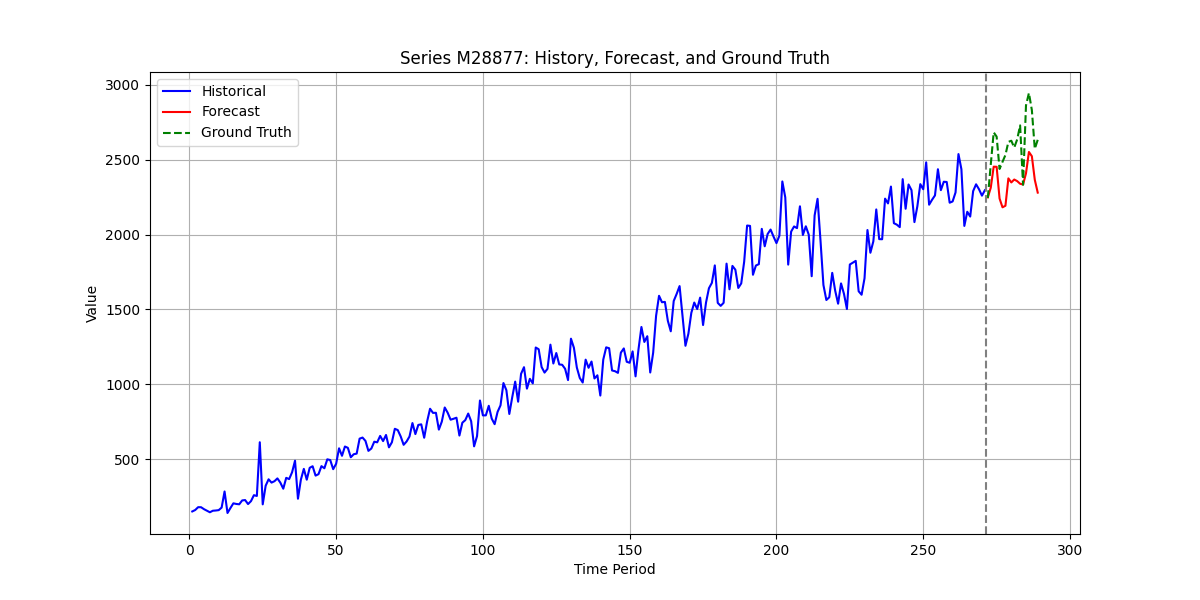 Series M28877: History, Forecast, and Ground Truth
Historical
Forecast
Ground Truth
3000
2500
2000
1500
1000
500
Value
0
50
100
150
200
250
300
Time Period